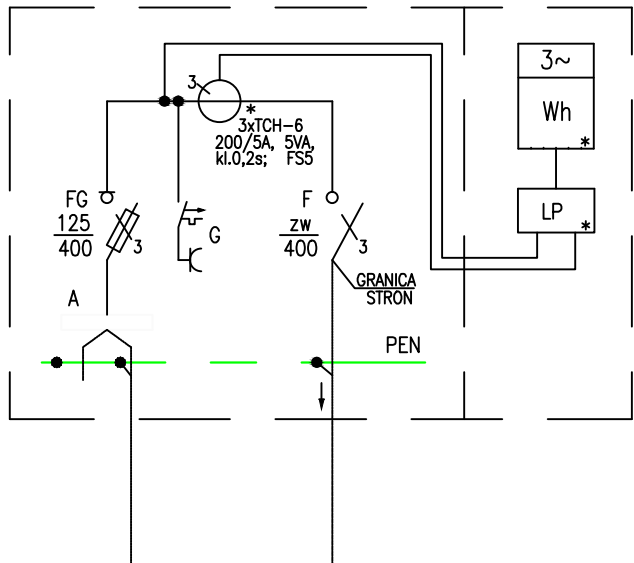 3~
Wh
*
3
*
3xTCH-6
200/5A, 5VA,
kl.0,2s; FS5
FG
125
400
3
G
F
zw
400
3
LP
*
GRANICA
STRON
A
PEN